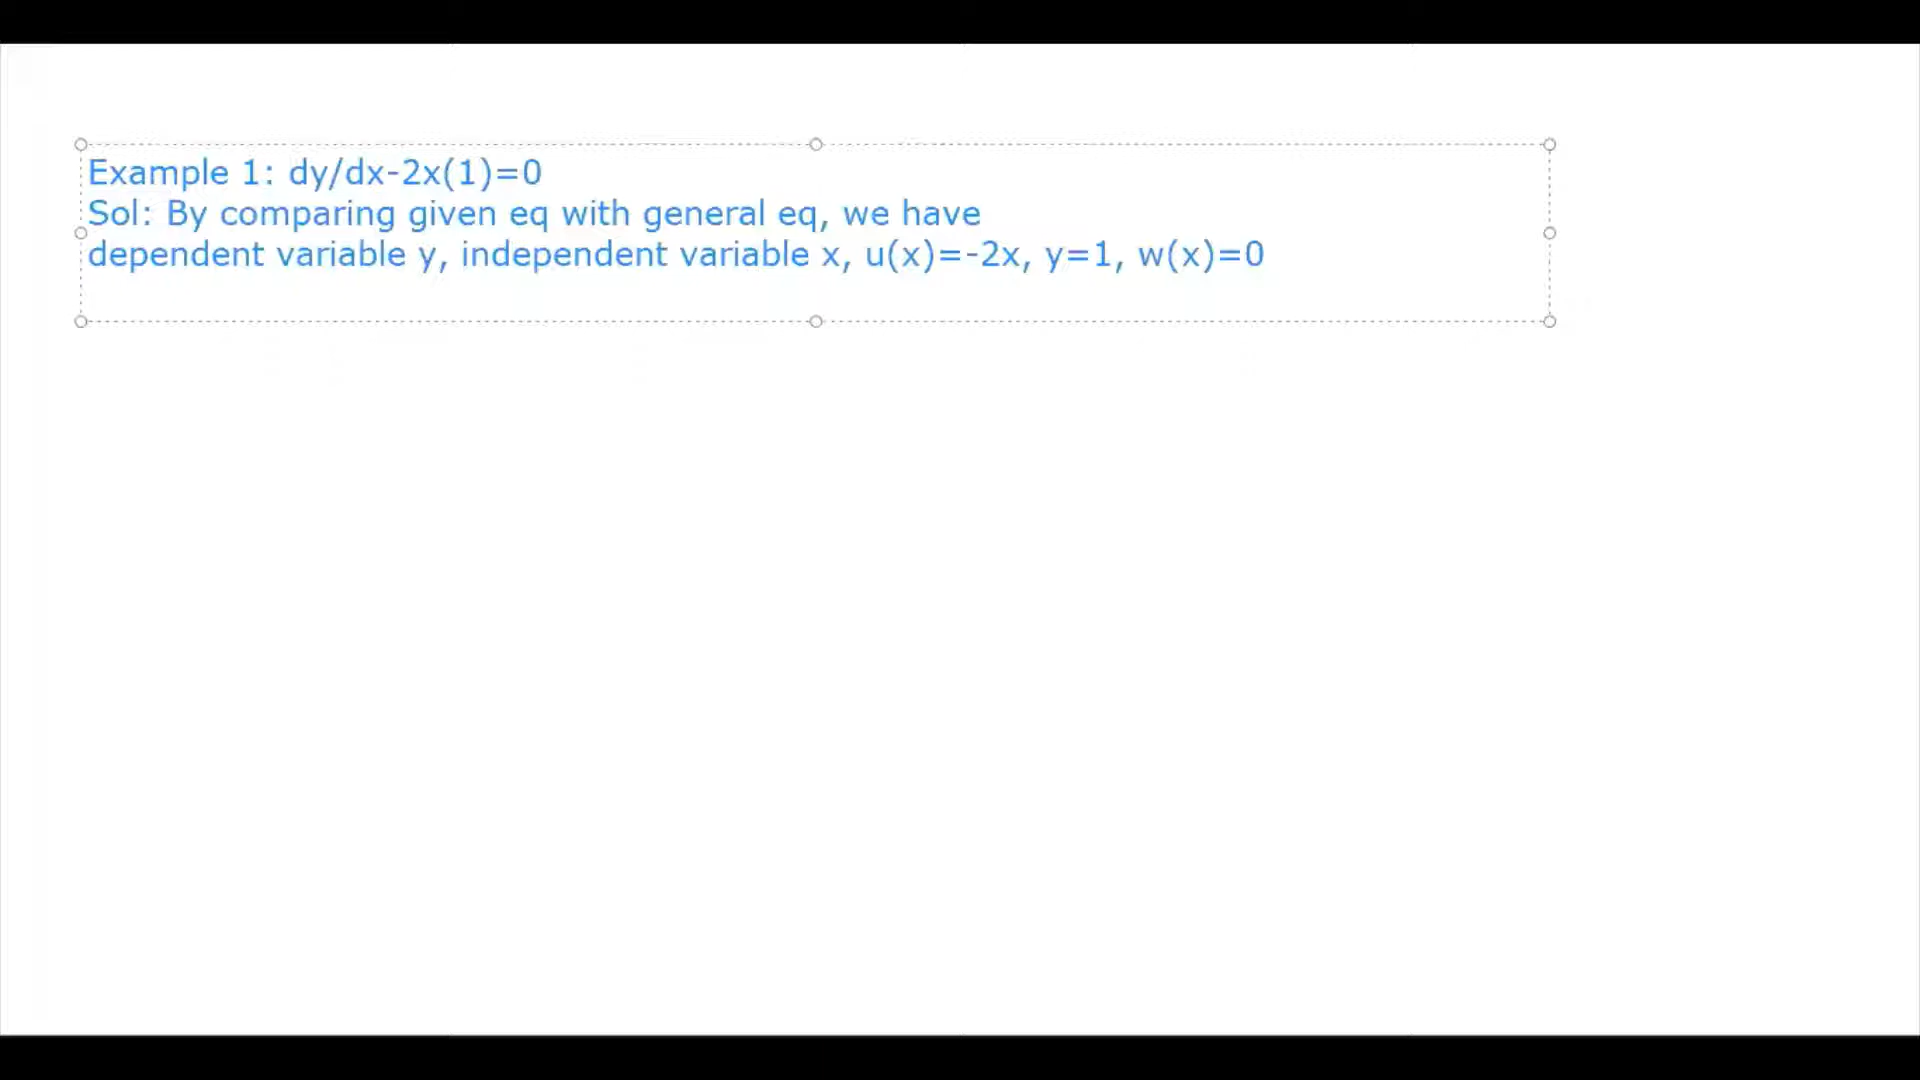 Example 1: dy/dx-2x(1)=0
Sol: By comparing given eq with general eq, we have
dependent variable y, independent variable x, u(x)=-2x, y=1, w(x)=0